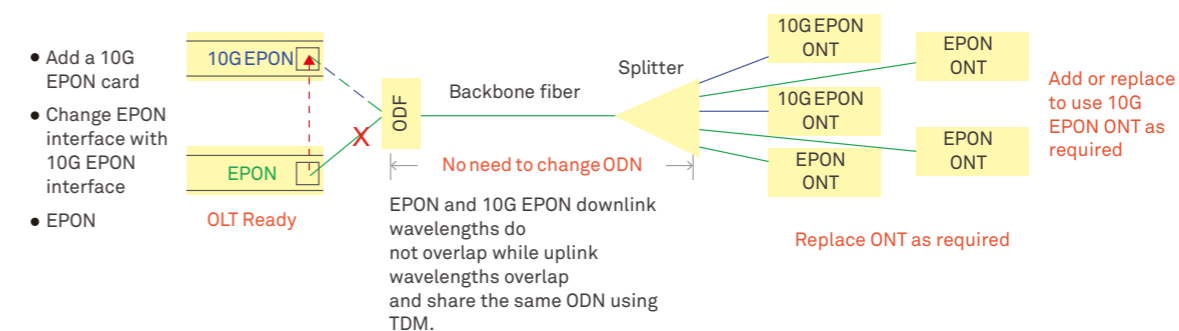 ● Add a 10G
EPON card
● Change EPON
interface with
10G EPON
interface
● EPON
10G EPON
EPON
OLT Ready
X
ODF
Backbone fiber
Splitter
No need to change ODN
EPON and 10G EPON downlink
wavelengths do
not overlap while uplink
wavelengths overlap
and share the same ODN using
TDM.
10G EPON
ONT
EPON
ONT
10G EPON
ONT
EPON
ONT
EPON
ONT
Add or replace
to use 10G
EPON ONT as
required
Replace ONT as required